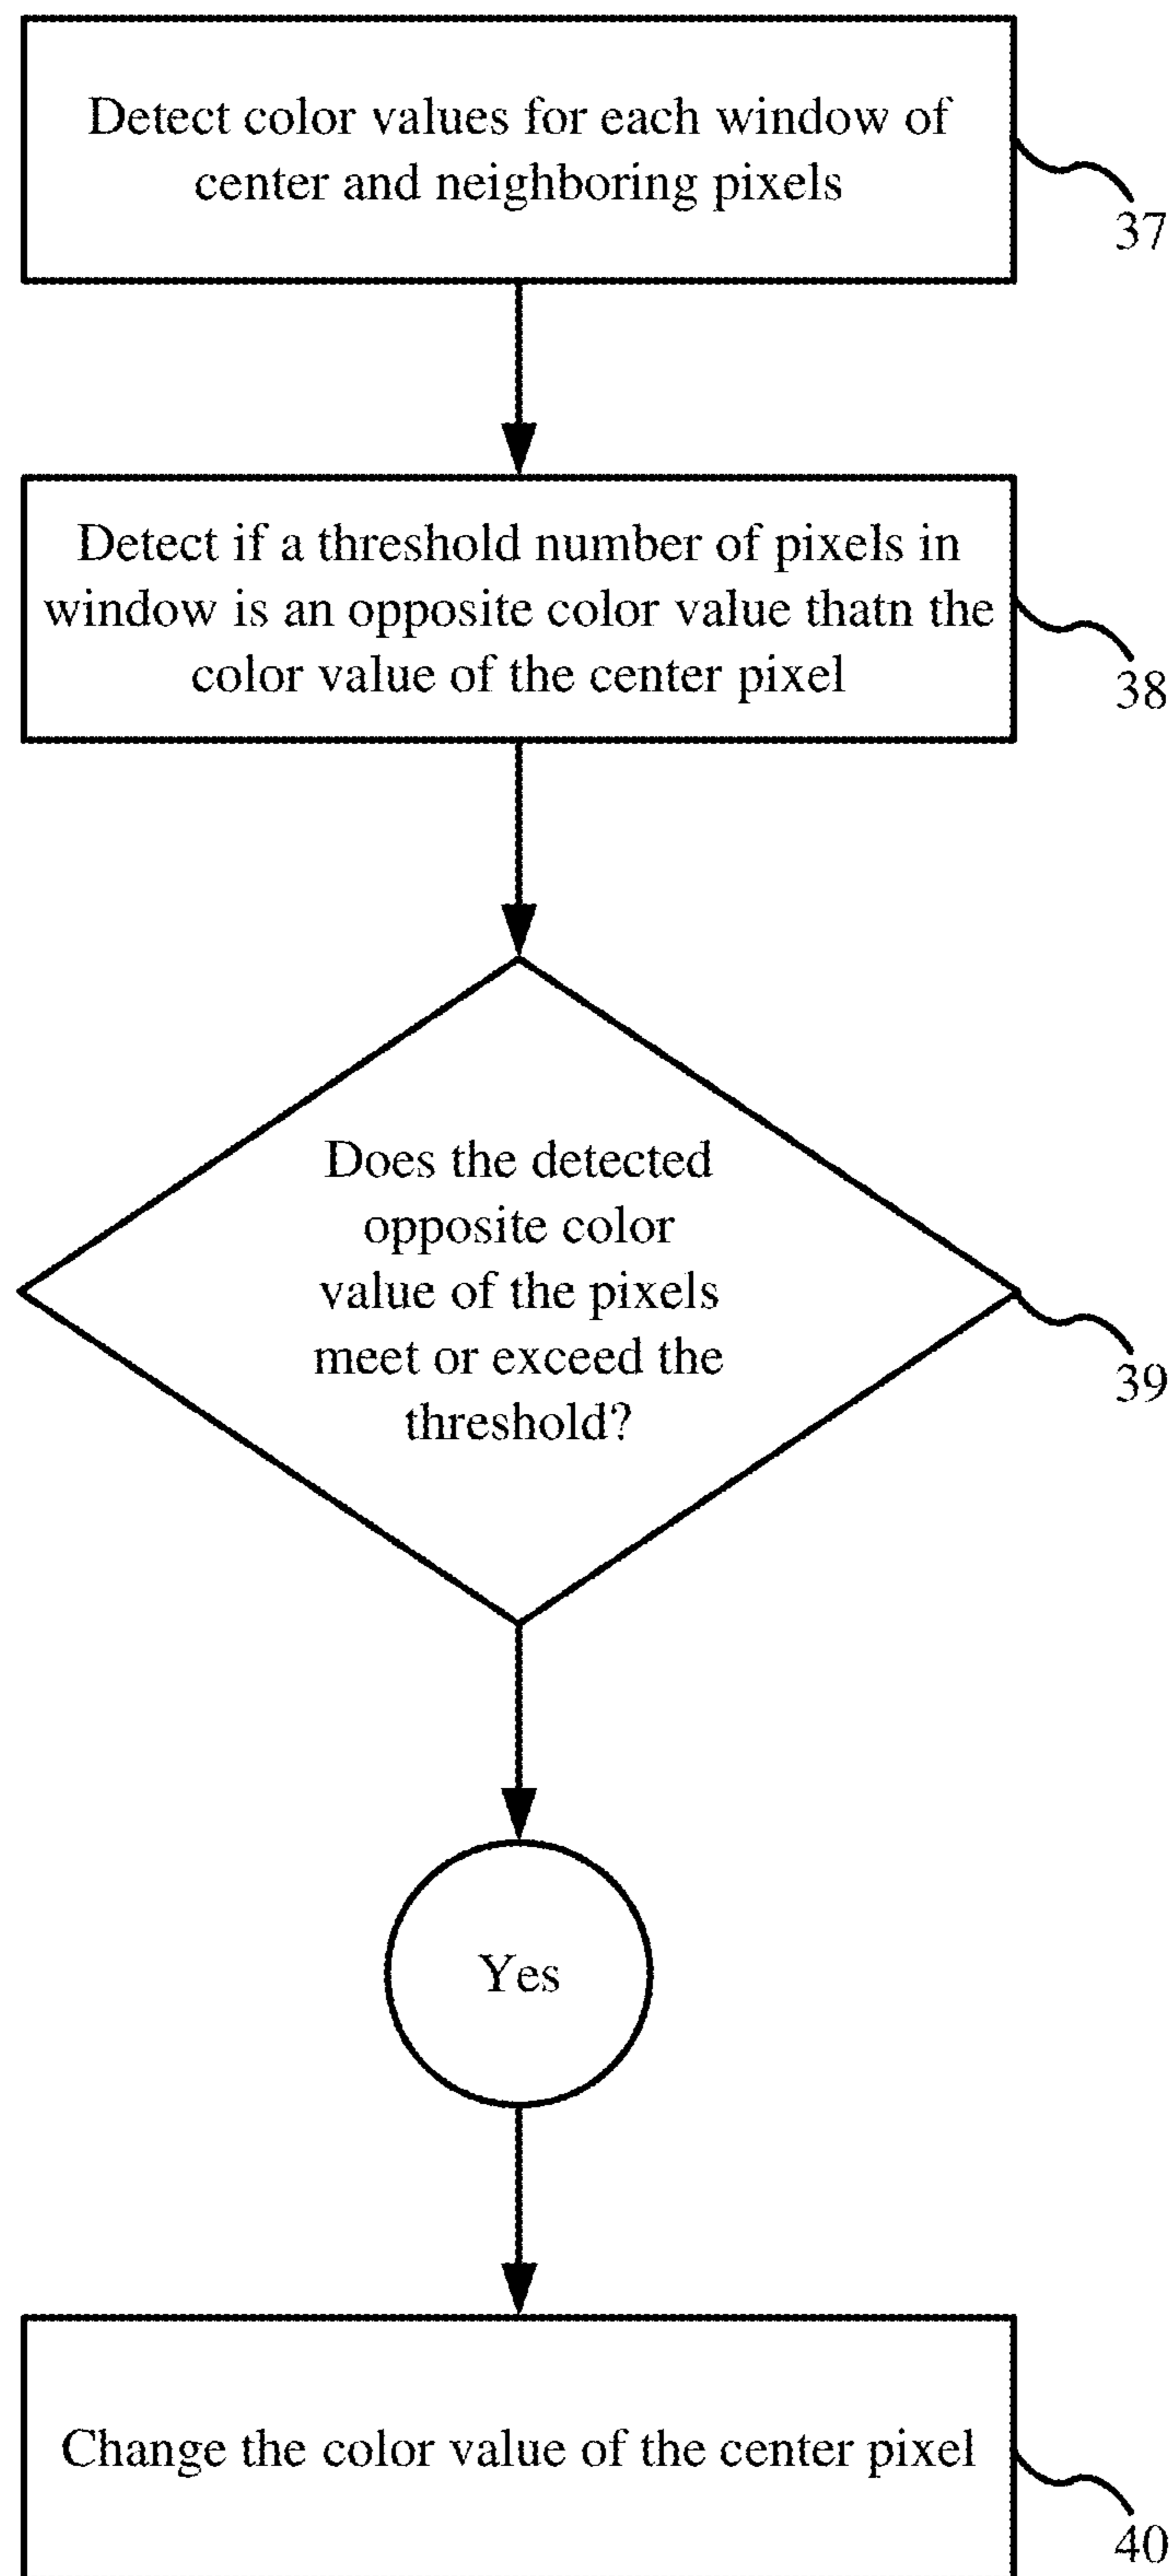 Detect color values for each window of
center and neighboring pixels
37
Detect if a threshold number of pixels in
window is an opposite color value thatn the
color value of the center pixel
38
Does the detected
opposite color
value of the pixels
meet or exceed the
threshold?
39
Yes
Change the color value of the center pixel
40